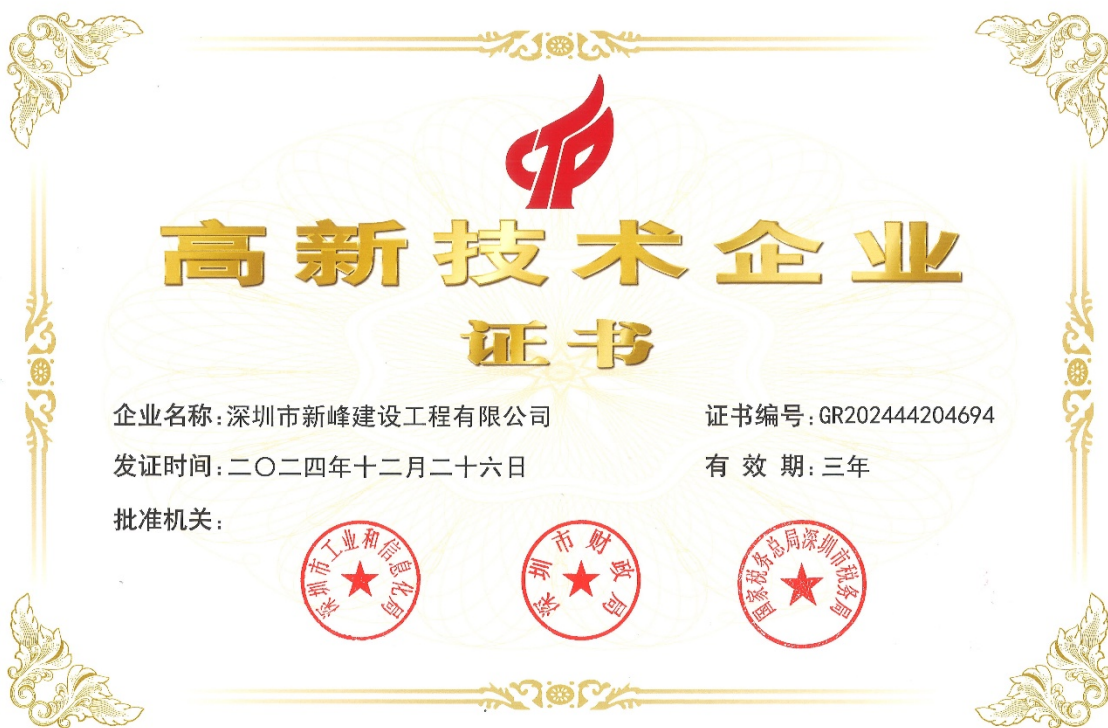 高新技术企业
证书
企业名称:深圳市新峰建设工程有限公司
证书编号:GR202444204694
发证时间:二〇二四年十二月二十六日
有 效 期:三年
批准机关:
深圳市工业和信息化局
深圳市财政局
国家税务总局深圳市税务局